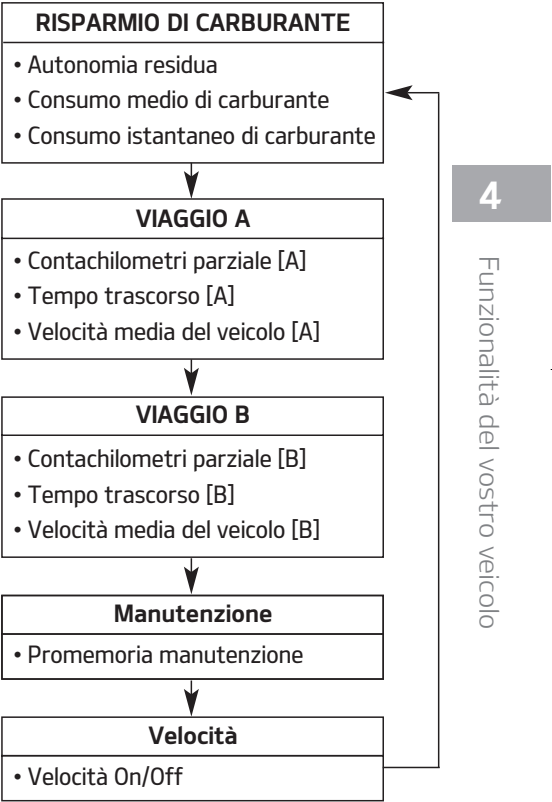 RISPARMIO DI CARBURANTE
• Autonomia residua
• Consumo medio di carburante
• Consumo istantaneo di carburante
VIAGGIO A
• Contachilometri parziale [A]
• Tempo trascorso [A]
• Velocità media del veicolo [A]
VIAGGIO B
• Contachilometri parziale [B]
• Tempo trascorso [B]
• Velocità media del veicolo [B]
Manutenzione
• Promemoria manutenzione
Velocità
• Velocità On/Off
4
Funzionalità del vostro veicolo